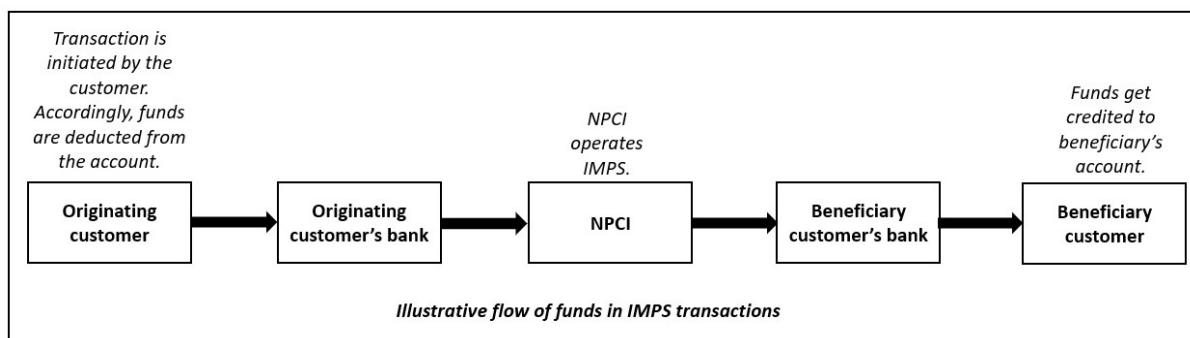 Transaction is
initiated by the
customer.
Accordingly, funds
are deducted from
the account.
NPCI
operates
IMPS.
Funds get
credited to
beneficiary's
account.
Originating
customer
Originating
customer's bank
NPCI
Beneficiary
customer's bank
Beneficiary
customer
Illustrative flow of funds in IMPS transactions